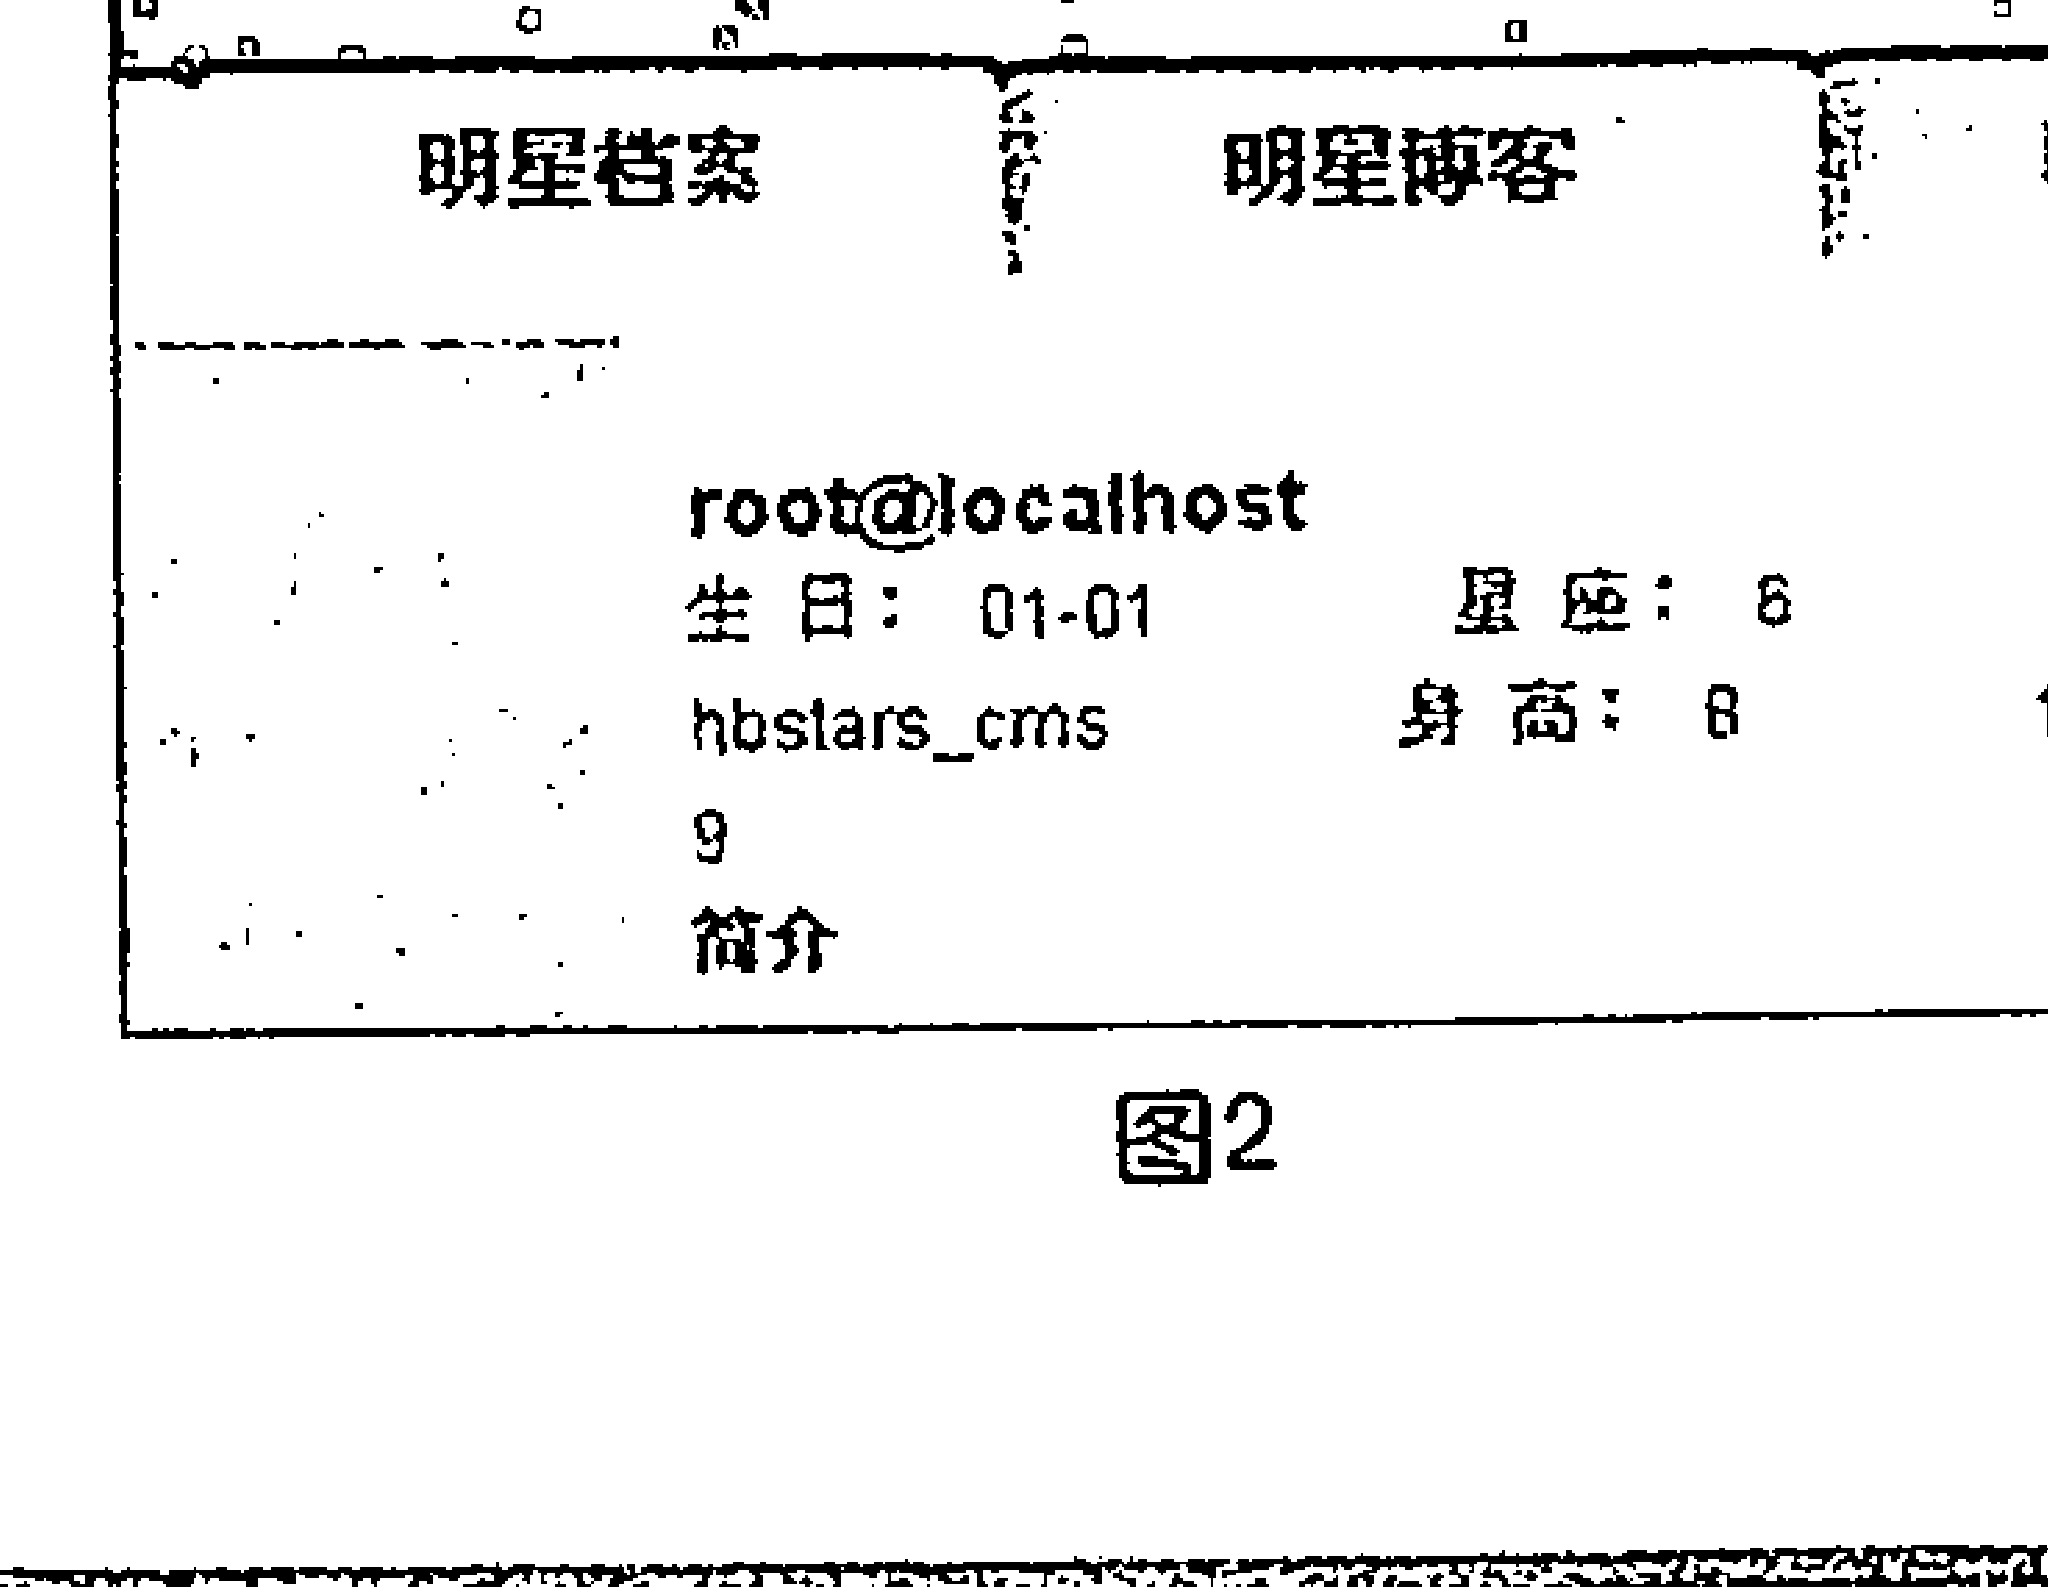 明星档案 明星博客
root@localhost
生 日： 01-01 星 座： 6
hbstars_cms 身 高： 8
9
简介
图2